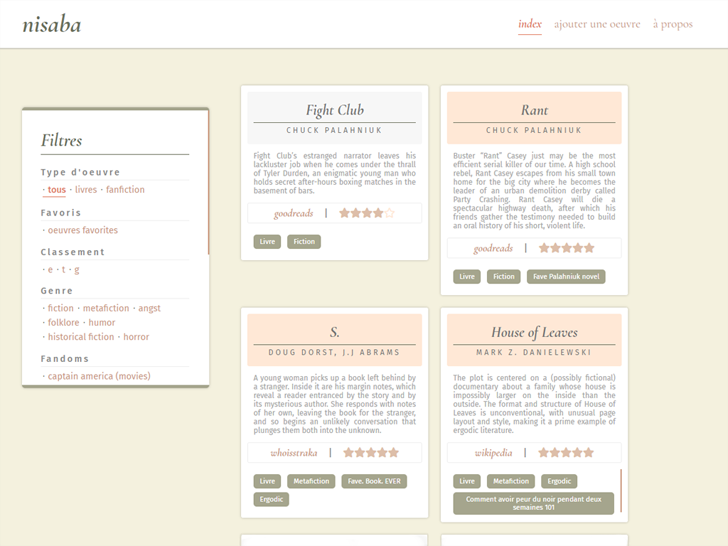 nisaba
index ajouter une oeuvre à propos
Filtres
Type d'oeuvre
· tous · livres · fanfiction
Favoris
· oeuvres favorites
Classement
· e · t · g
Genre
· fiction · metafiction · angst
· folklore · humor
· historical fiction · horror
Fandoms
· captain america (movies)
Fight Club
CHUCK PALAHNIUK
Fight Club's estranged narrator leaves his
lackluster job when he comes under the thrall
of Tyler Durden, an enigmatic young man who
holds secret after-hours boxing matches in the
basement of bars.
goodreads | ★★★★☆
Livre Fiction
Rant
CHUCK PALAHNIUK
Buster "Rant" Casey just may be the most
efficient serial killer of our time. A high school
rebel, Rant Casey escapes from his small town
home for the big city where he becomes the
leader of an urban demolition derby called
Party Crashing. Rant Casey will die a
spectacular highway death, after which his
friends gather the testimony needed to build
an oral history of his short, violent life.
goodreads | ★★★★★
Livre Fiction Fave Palahniuk novel
S.
DOUG DORST, J.J ABRAMS
A young woman picks up a book left behind by
a stranger. Inside it are his margin notes, which
reveal a reader entranced by the story and by
its mysterious author. She responds with notes
of her own, leaving the book for the stranger,
and so begins an unlikely conversation that
plunges them both into the unknown.
whoisstraka | ★★★★★
Livre Metafiction Fave. Book. EVER
Ergodic
House of Leaves
MARK Z. DANIELEWSKI
The plot is centered on a (possibly fictional)
documentary about a family whose house is
impossibly larger on the inside than the
outside. The format and structure of House of
Leaves is unconventional, with unusual page
layout and style, making it a prime example of
ergodic literature.
wikipedia | ★★★★★
Livre Metafiction Ergodic
Comment avoir peur du noir pendant deux
semaines 101